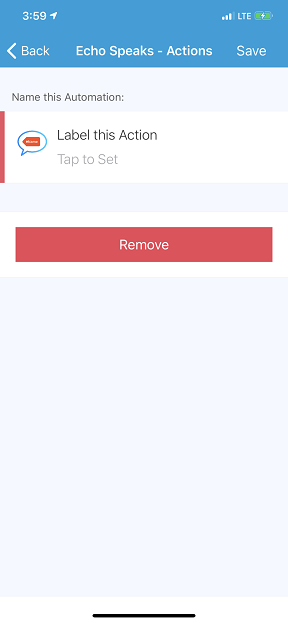 3:59 LTE
Back Echo Speaks - Actions Save
Name this Automation:
Label this Action
Tap to Set
Remove